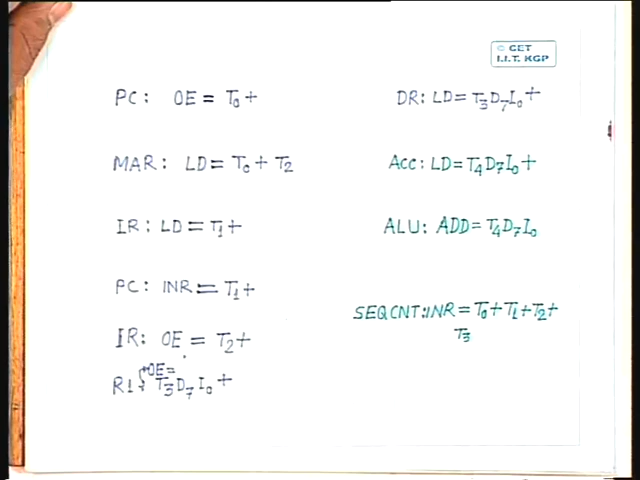 © CET
I.I.T. KGP
PC: OE = T₀ +
MAR: LD = T₀ + T₂
IR: LD = T₁ +
PC: INR = T₁ +
IR: OE = T₂ +
OE =
R1: T₃D₇I₀ +
DR: LD = T₃D₇I₀ +
ACC: LD = T₄D₇I₀ +
ALU: ADD = T₄D₇I₀
SEQCNT: INR = T₀ + T₁ + T₂ +
T₃